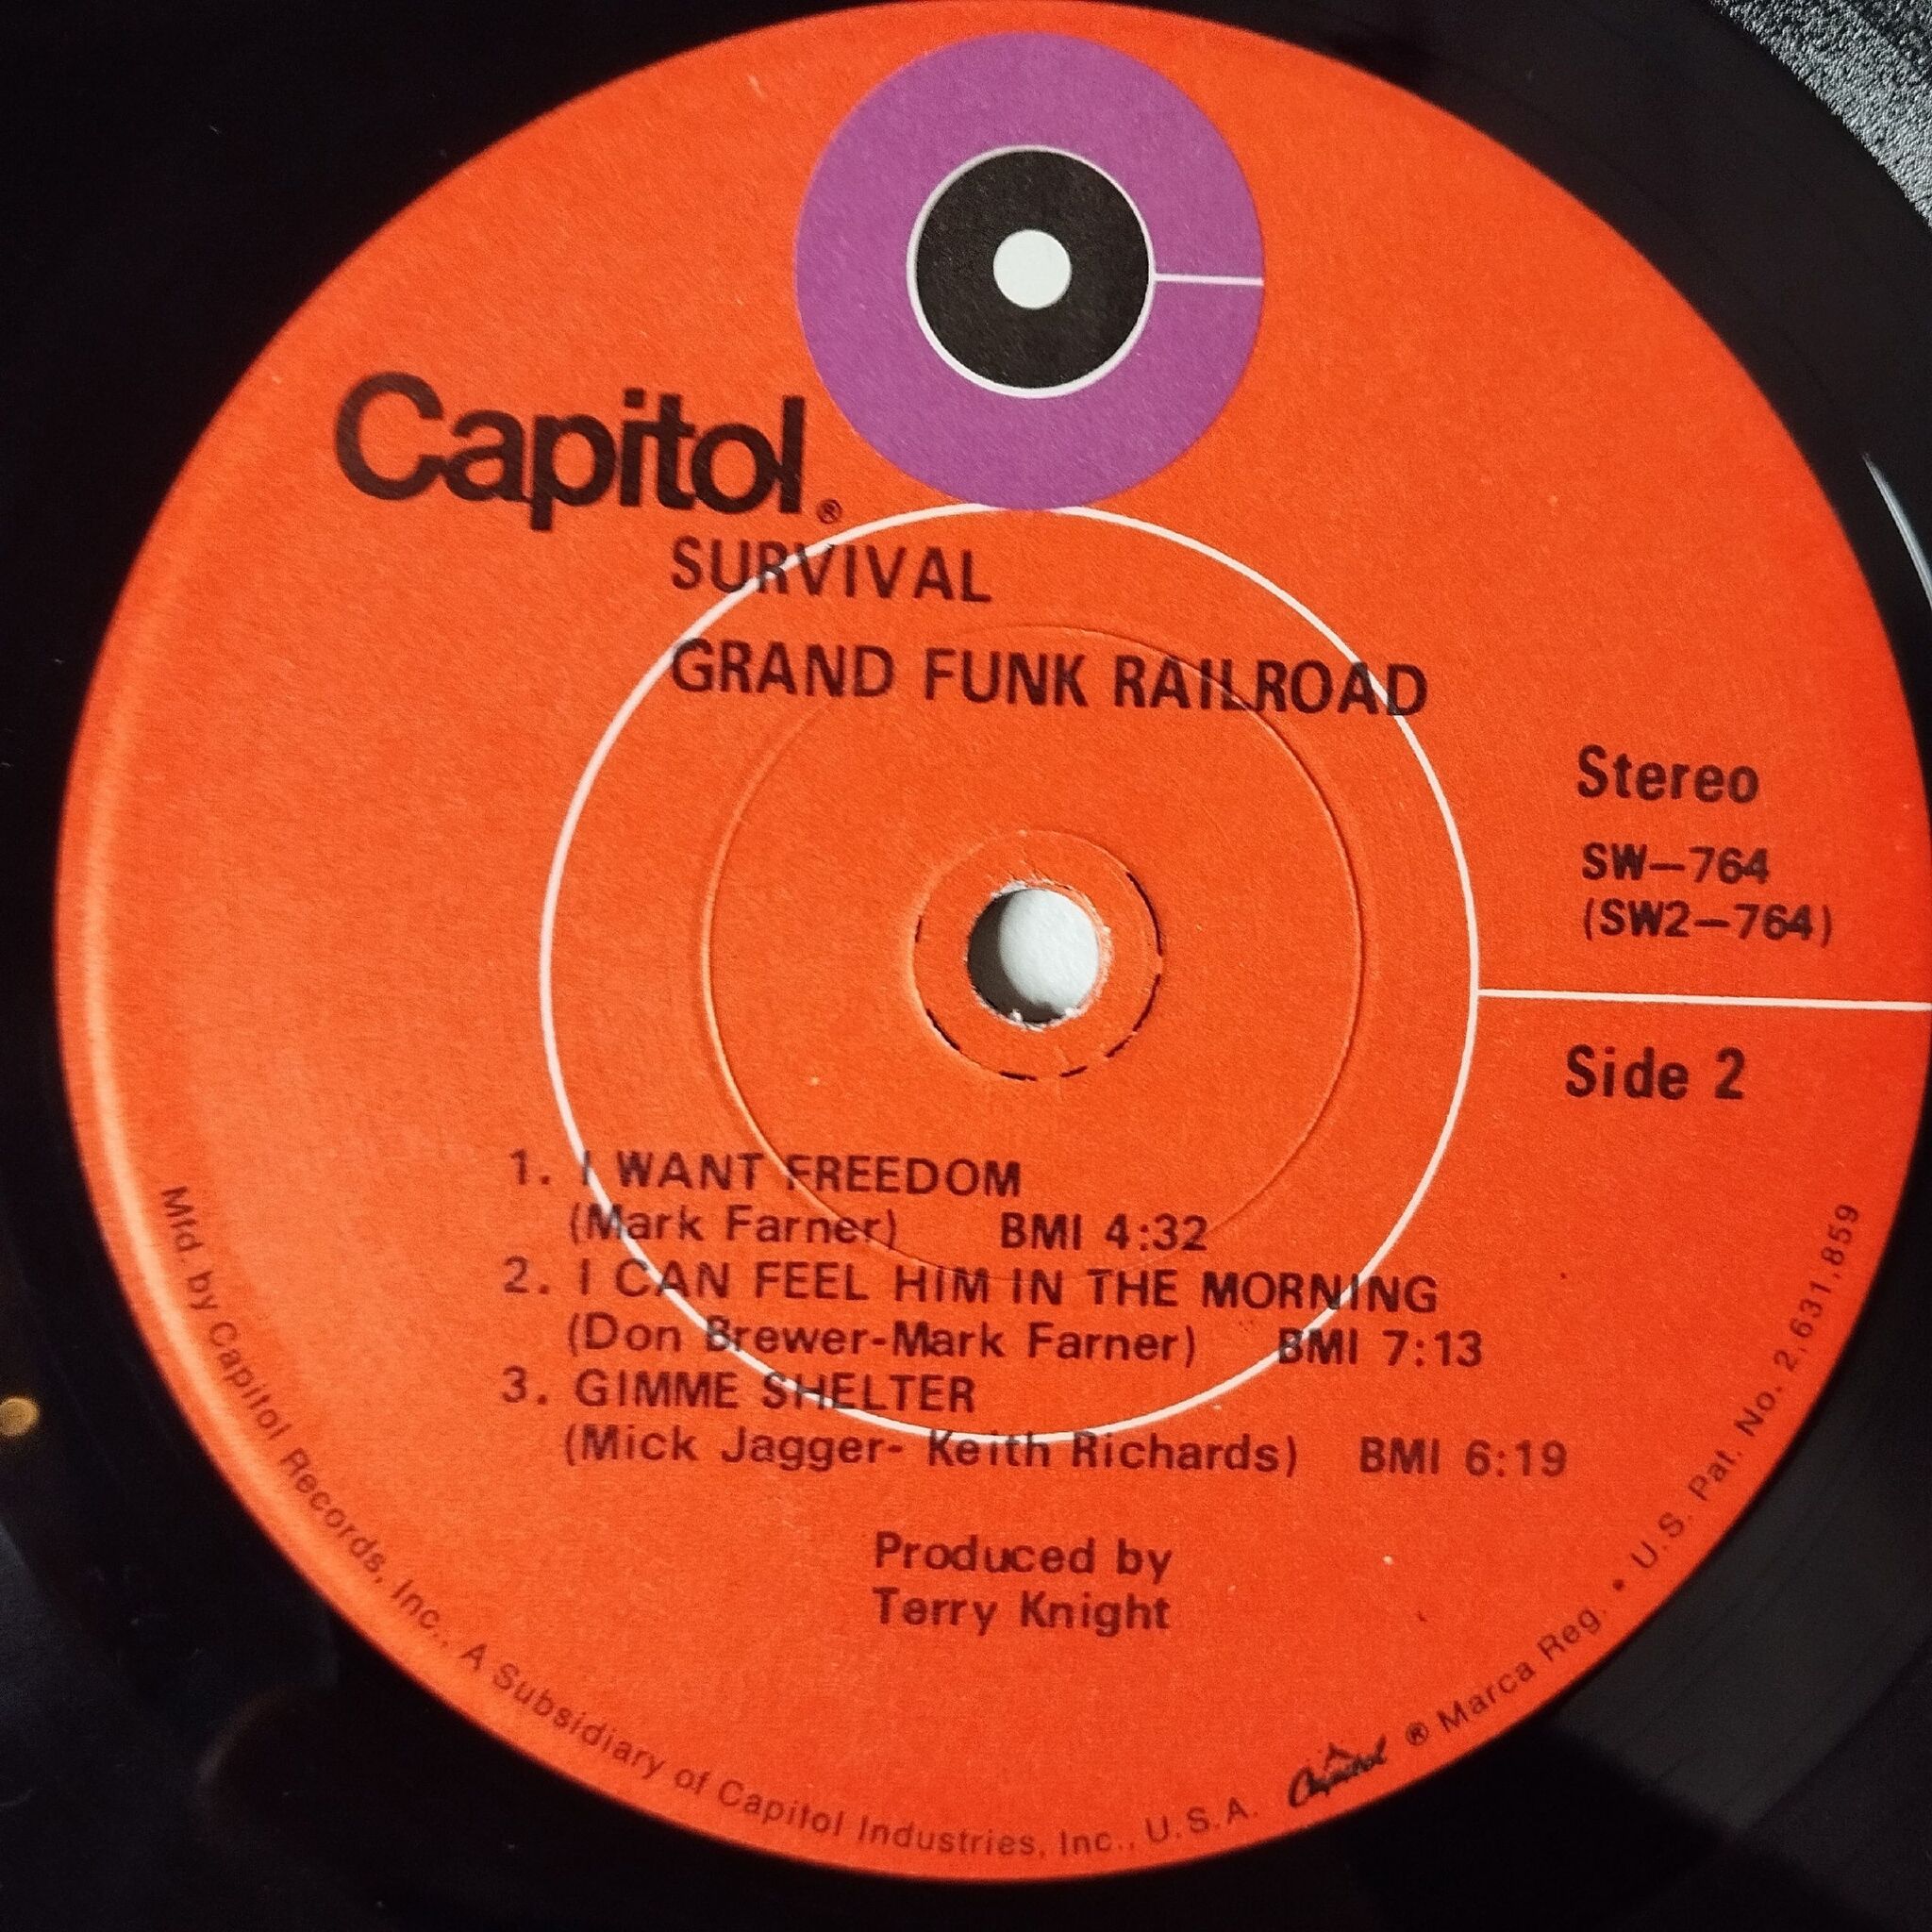 Capitol®
SURVIVAL
GRAND FUNK RAILROAD
Stereo
SW-764
(SW2-764)
Side 2
1. I WANT FREEDOM
(Mark Farner) BMI 4:32
2. I CAN FEEL HIM IN THE MORNING
(Don Brewer-Mark Farner) BMI 7:13
3. GIMME SHELTER
(Mick Jagger- Keith Richards) BMI 6:19
Produced by
Terry Knight
Mfd. by Capitol Records, Inc., A Subsidiary of Capitol Industries, Inc., U.S.A. Capitol ® Marca Reg. • U.S. Pat. No. 2,631,859